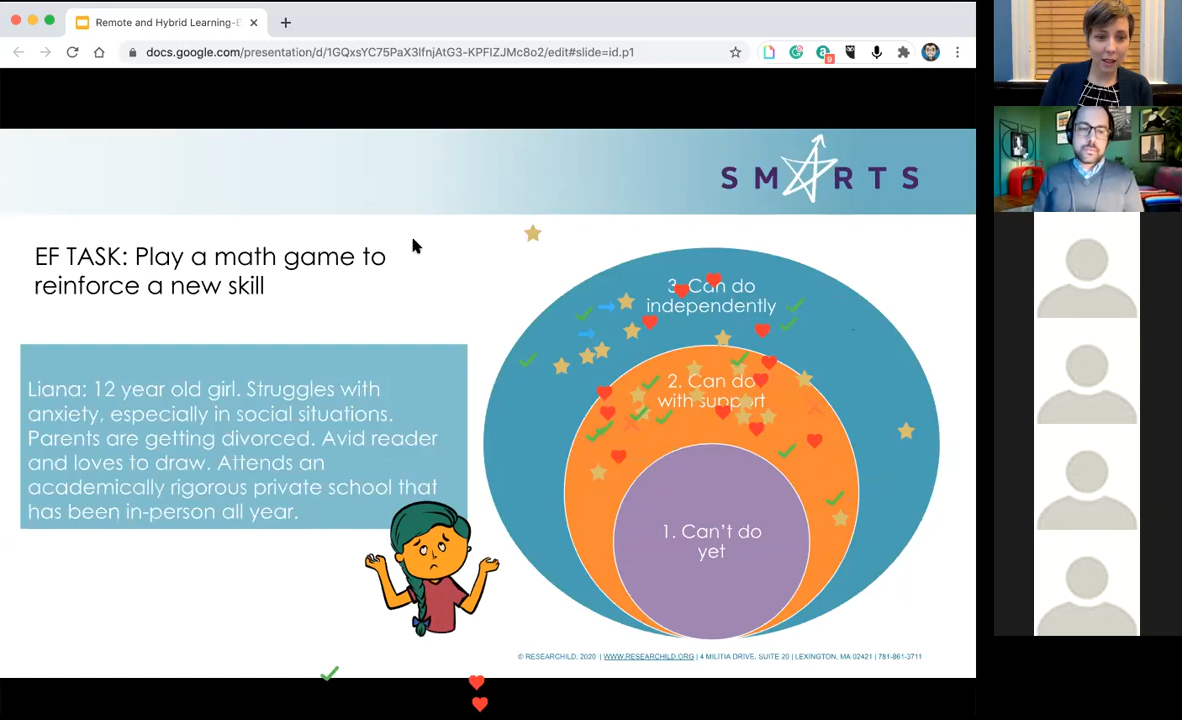 Remote and Hybrid Learning-E
docs.google.com/presentation/d/1GQxsYC75PaX3lfnjAtG3-KPFIZJMc8o2/edit#slide=id.p1
SMARTS
EF TASK: Play a math game to
reinforce a new skill
Liana: 12 year old girl. Struggles with
anxiety, especially in social situations.
Parents are getting divorced. Avid reader
and loves to draw. Attends an
academically rigorous private school that
has been in-person all year.
3. Can do
independently
2. Can do
with support
1. Can't do
yet
© RESEARCHILD, 2020 | WWW.RESEARCHILD.ORG | 4 MILITIA DRIVE, SUITE 20 | LEXINGTON, MA 02421 | 781-861-3711